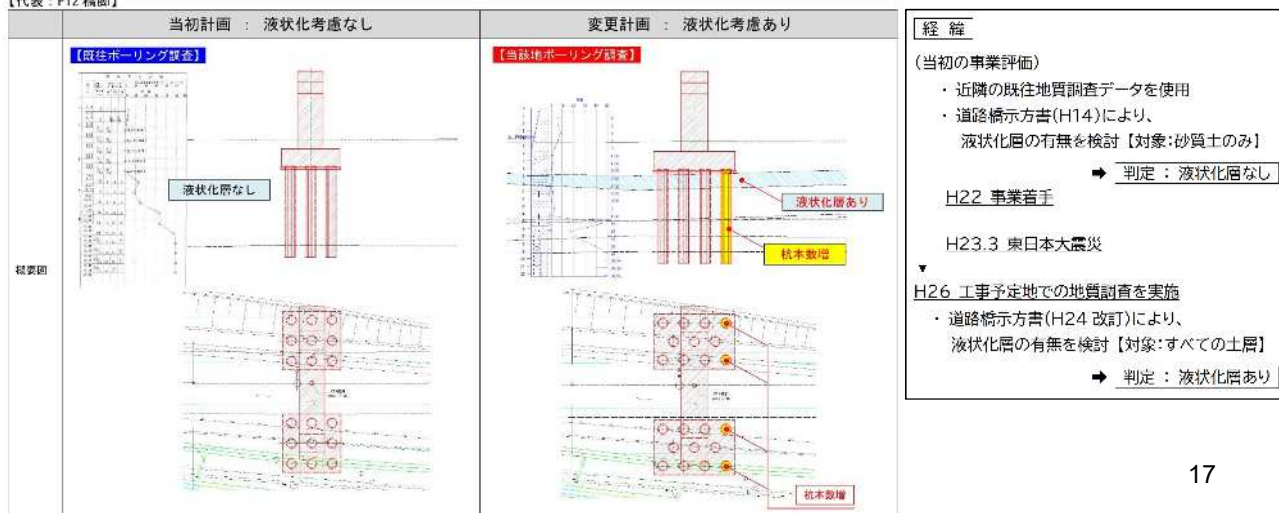 【代表：P12 橋脚】
当初計画 ： 液状化考慮なし
変更計画 ： 液状化考慮あり
概要図
【既往ボーリング調査】
液状化層なし
【当該地ボーリング調査】
液状化層あり
杭本数増
杭本数増
経 緯
(当初の事業評価)
・ 近隣の既往地質調査データを使用
・ 道路橋示方書(H14)により、
液状化層の有無を検討【対象:砂質土のみ】
➡ 判定 ： 液状化層なし
H22 事業着手
H23.3 東日本大震災
▼
H26 工事予定地での地質調査を実施
・ 道路橋示方書(H24 改訂)により、
液状化層の有無を検討【対象:すべての土層】
➡ 判定 ： 液状化層あり
17